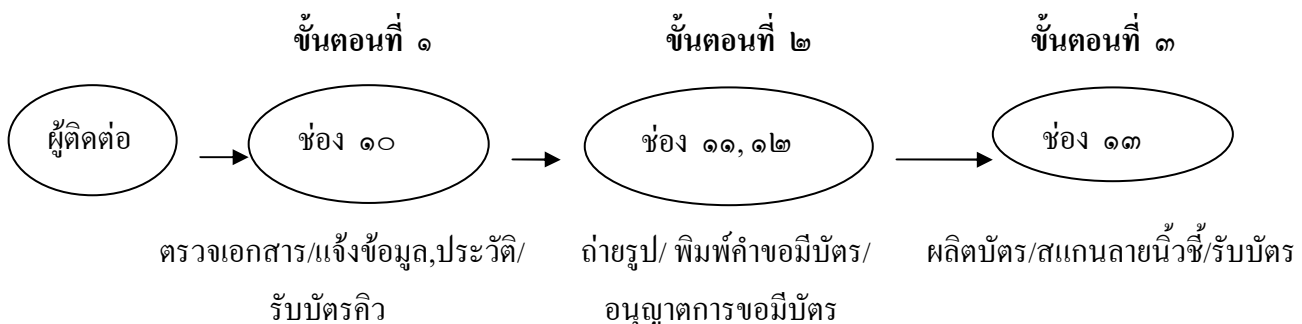 ขั้นตอนที่ ๑ ขั้นตอนที่ ๒ ขั้นตอนที่ ๓
ผู้ติดต่อ ช่อง ๑๐ ช่อง ๑๑, ๑๒ ช่อง ๑๓
ตรวจเอกสาร/แจ้งข้อมูล,ประวัติ/ ถ่ายรูป/ พิมพ์คำขอมีบัตร/ ผลิตบัตร/สแกนลายนิ้วชี้/รับบัตร
รับบัตรคิว อนุญาตการขอมีบัตร